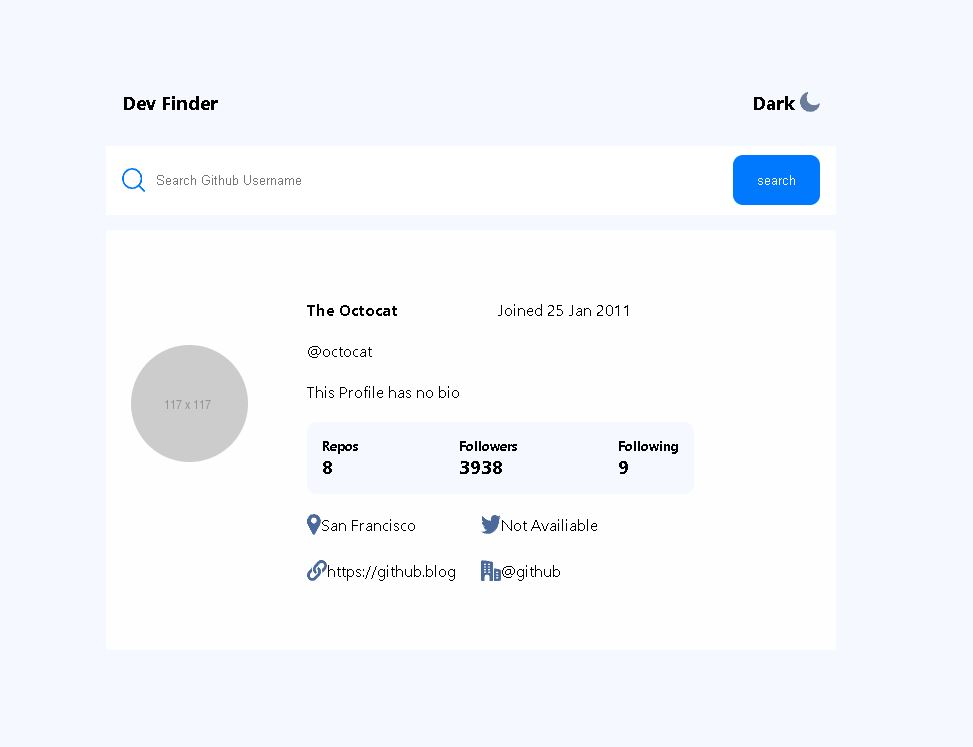 Dev Finder Dark
Search Github Username search
The Octocat Joined 25 Jan 2011
@octocat
117 x 117
This Profile has no bio
Repos Followers Following
8 3938 9
San Francisco Not Availiable
https://github.blog @github